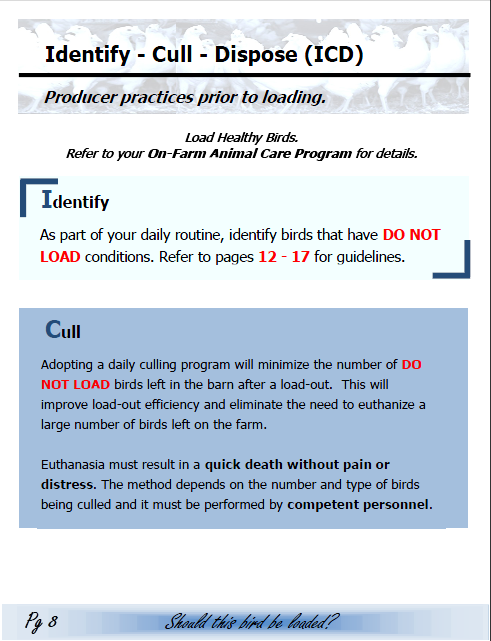 Identify - Cull - Dispose (ICD)
Producer practices prior to loading.
Load Healthy Birds.
Refer to your On-Farm Animal Care Program for details.
Identify
As part of your daily routine, identify birds that have DO NOT
LOAD conditions. Refer to pages 12 - 17 for guidelines.
Cull
Adopting a daily culling program will minimize the number of DO
NOT LOAD birds left in the barn after a load-out. This will
improve load-out efficiency and eliminate the need to euthanize a
large number of birds left on the farm.
Euthanasia must result in a quick death without pain or
distress. The method depends on the number and type of birds
being culled and it must be performed by competent personnel.
Pg 8 Should this bird be loaded?